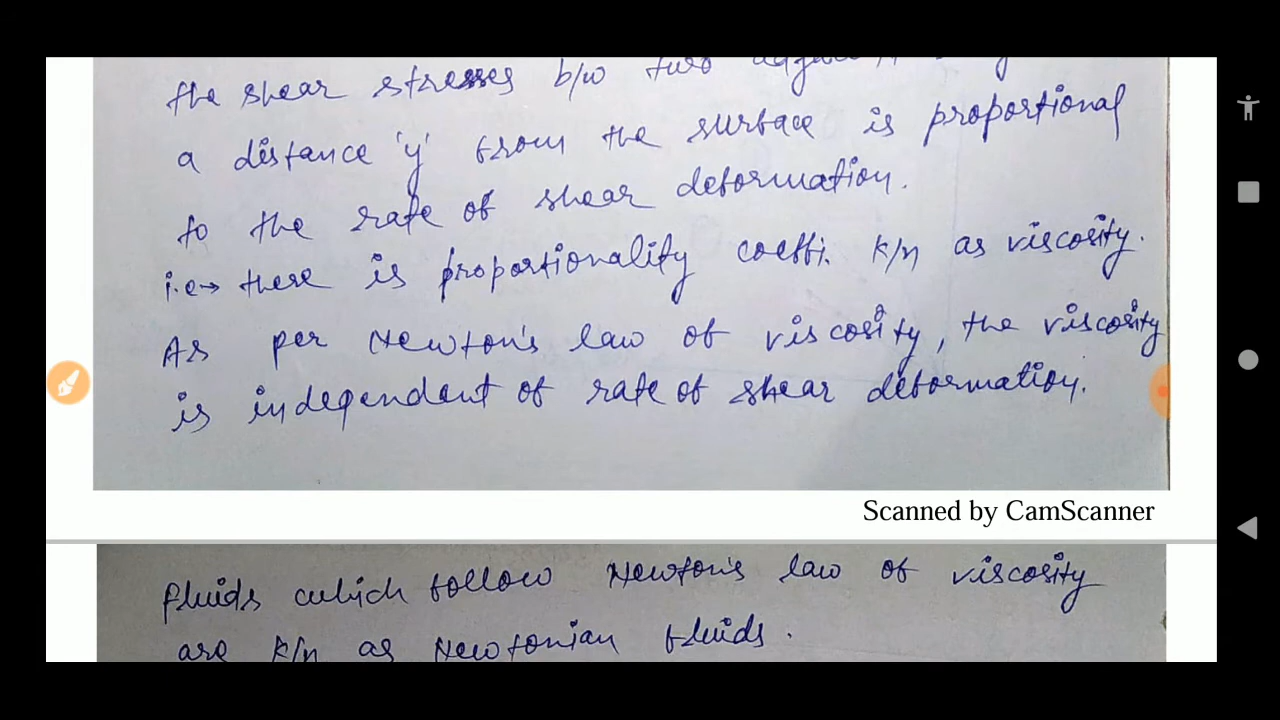 the shear stresses b/w two
a distance 'y' from the surface is proportional
to the rate of shear deformation.
i.e→ there is proportionality coeffi. k/n as viscosity.
As per Newton's law of viscosity, the viscosity
is independent of rate of shear deformation.
Scanned by CamScanner
fluids which follow Newton's law of viscosity
are k/n as Newtonian fluids.